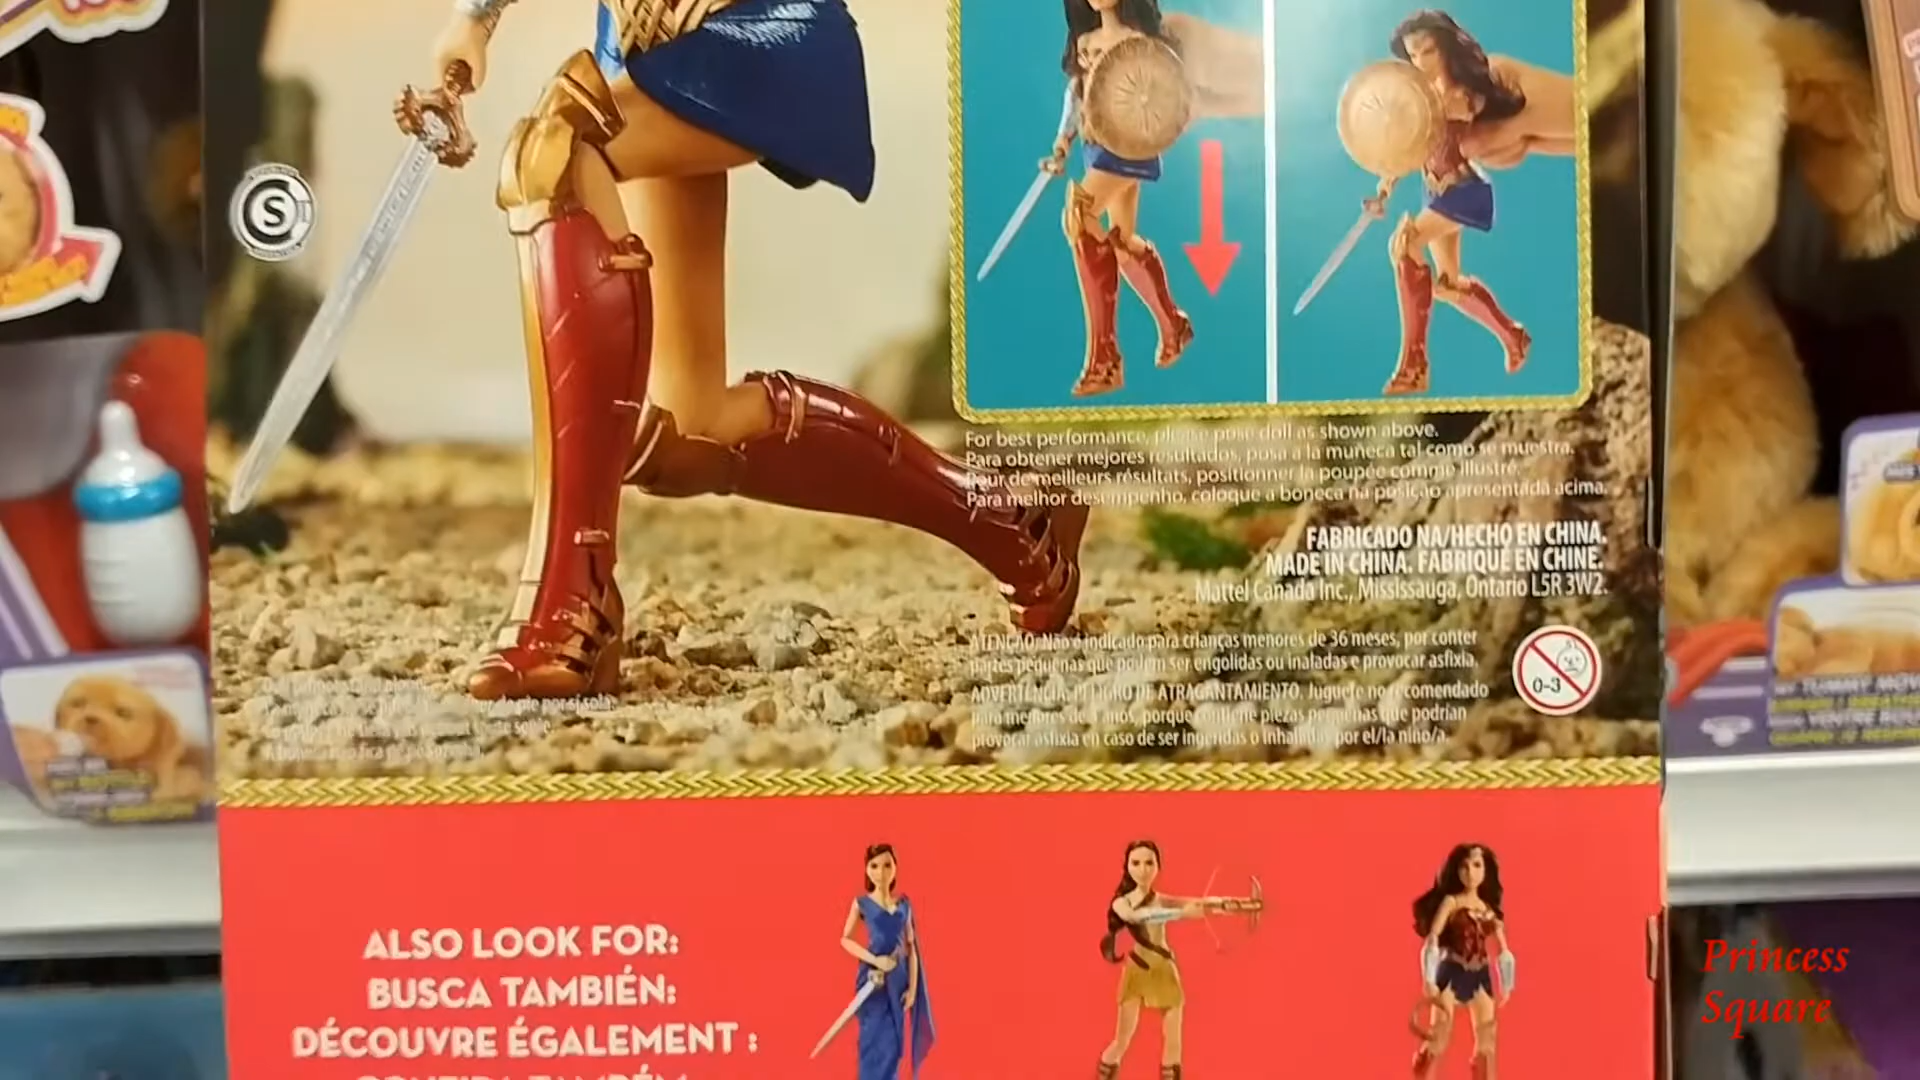 For best performance, please pose doll as shown above.
Para obtener mejores resultados, posa a la muñeca tal como se muestra.
Pour de meilleurs résultats, positionner la poupée comme illustré.
Para melhor desempenho, coloque a boneca na posição apresentada acima.
FABRICADO NA/HECHO EN CHINA.
MADE IN CHINA. FABRIQUÉ EN CHINE.
Mattel Canada Inc., Mississauga, Ontario L5R 3W2.
ATENÇÃO: Não é indicado para crianças menores de 36 meses, por conter
partes pequenas que podem ser engolidas ou inaladas e provocar asfixia.
ADVERTENCIA: PELIGRO DE ATRAGANTAMIENTO. Juguete no recomendado
para menores de 3 años, porque contiene piezas pequeñas que podrían
provocar asfixia en caso de ser ingeridas o inhaladas por el/la niño/a.
0-3
S
de pie por sí sola.
ALSO LOOK FOR:
BUSCA TAMBIÉN:
DÉCOUVRE ÉGALEMENT :
Princess
Square